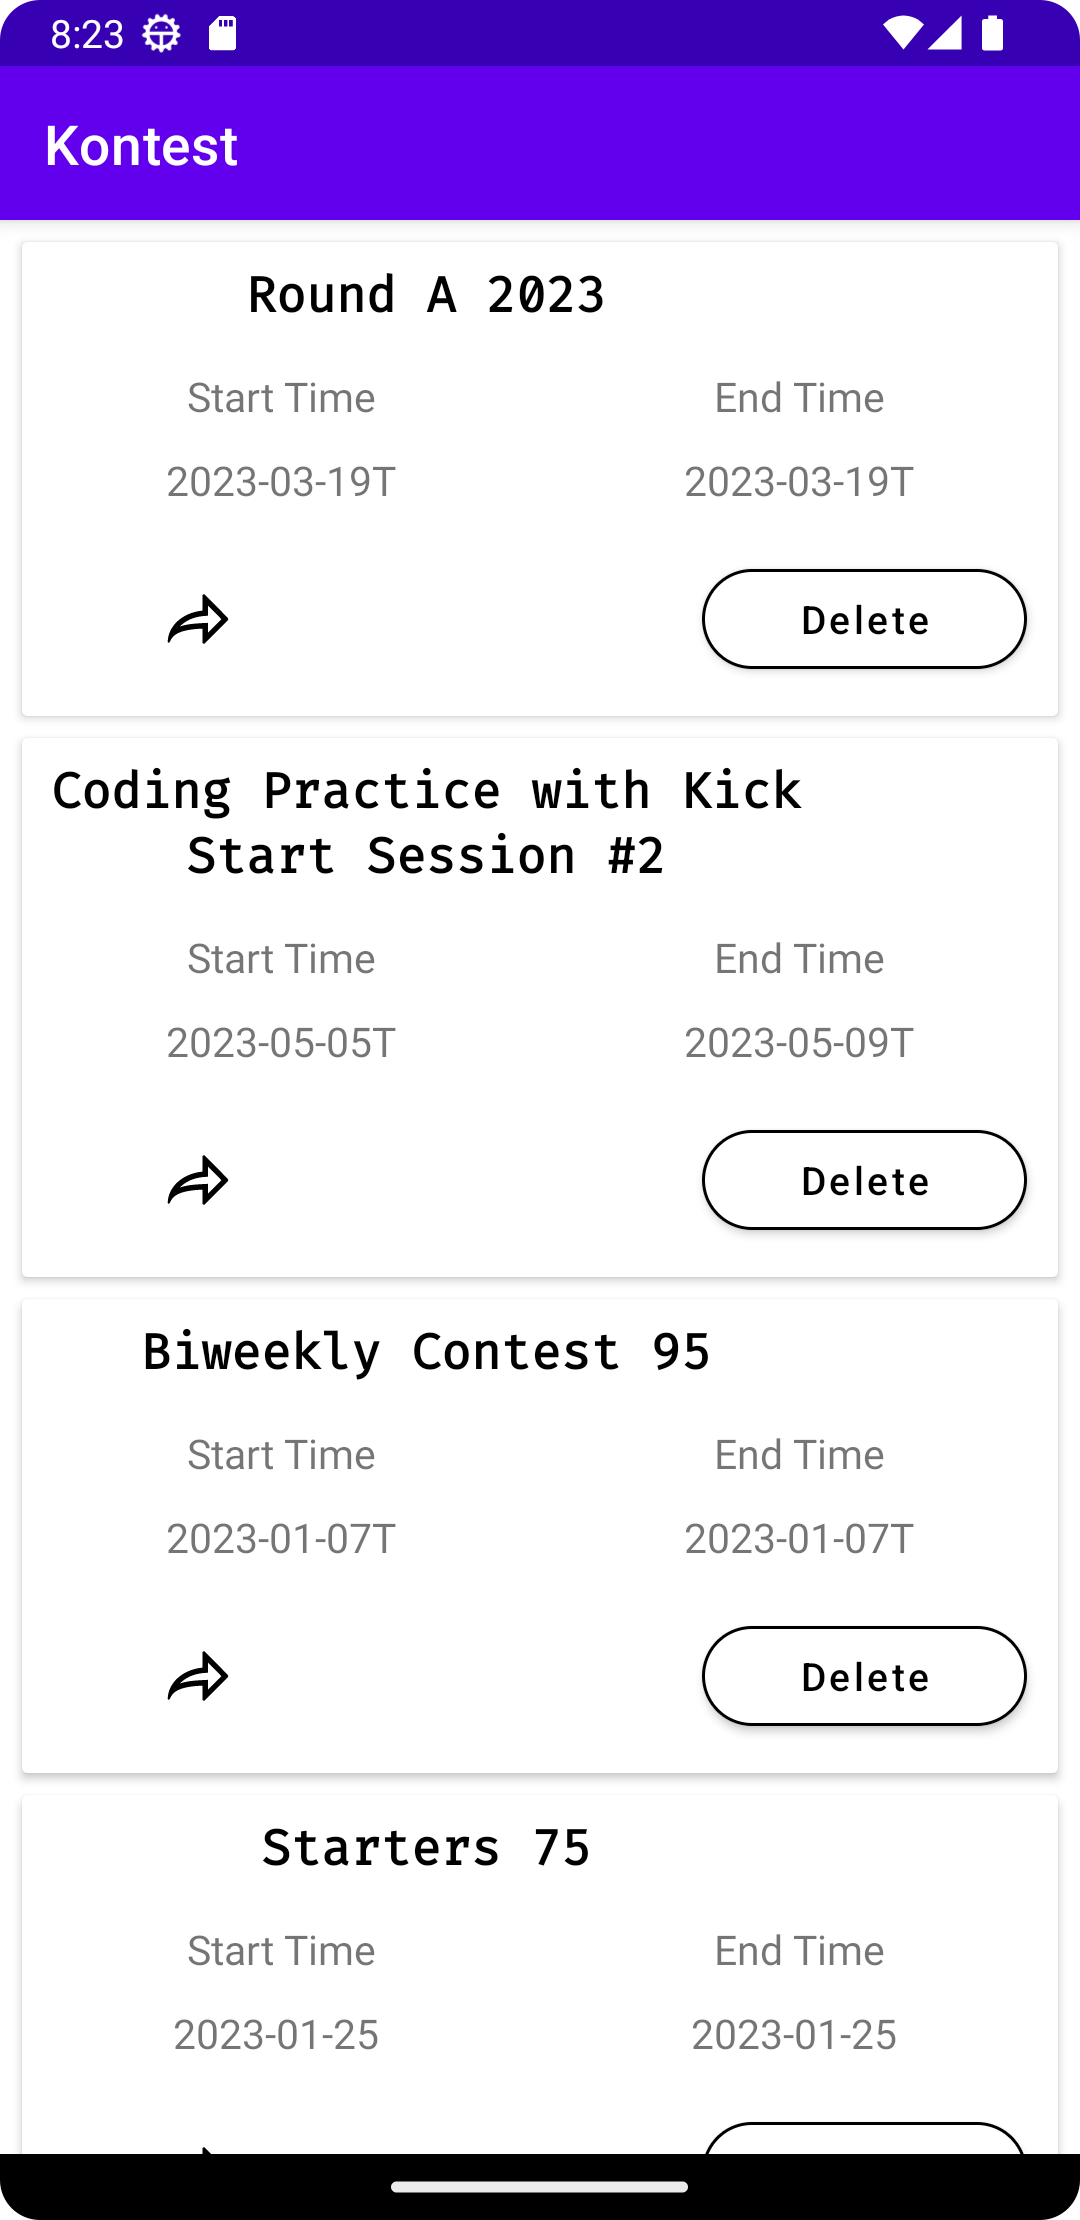 8:23
Kontest
Round A 2023
Start Time End Time
2023-03-19T 2023-03-19T
Delete
Coding Practice with Kick
Start Session #2
Start Time End Time
2023-05-05T 2023-05-09T
Delete
Biweekly Contest 95
Start Time End Time
2023-01-07T 2023-01-07T
Delete
Starters 75
Start Time End Time
2023-01-25 2023-01-25